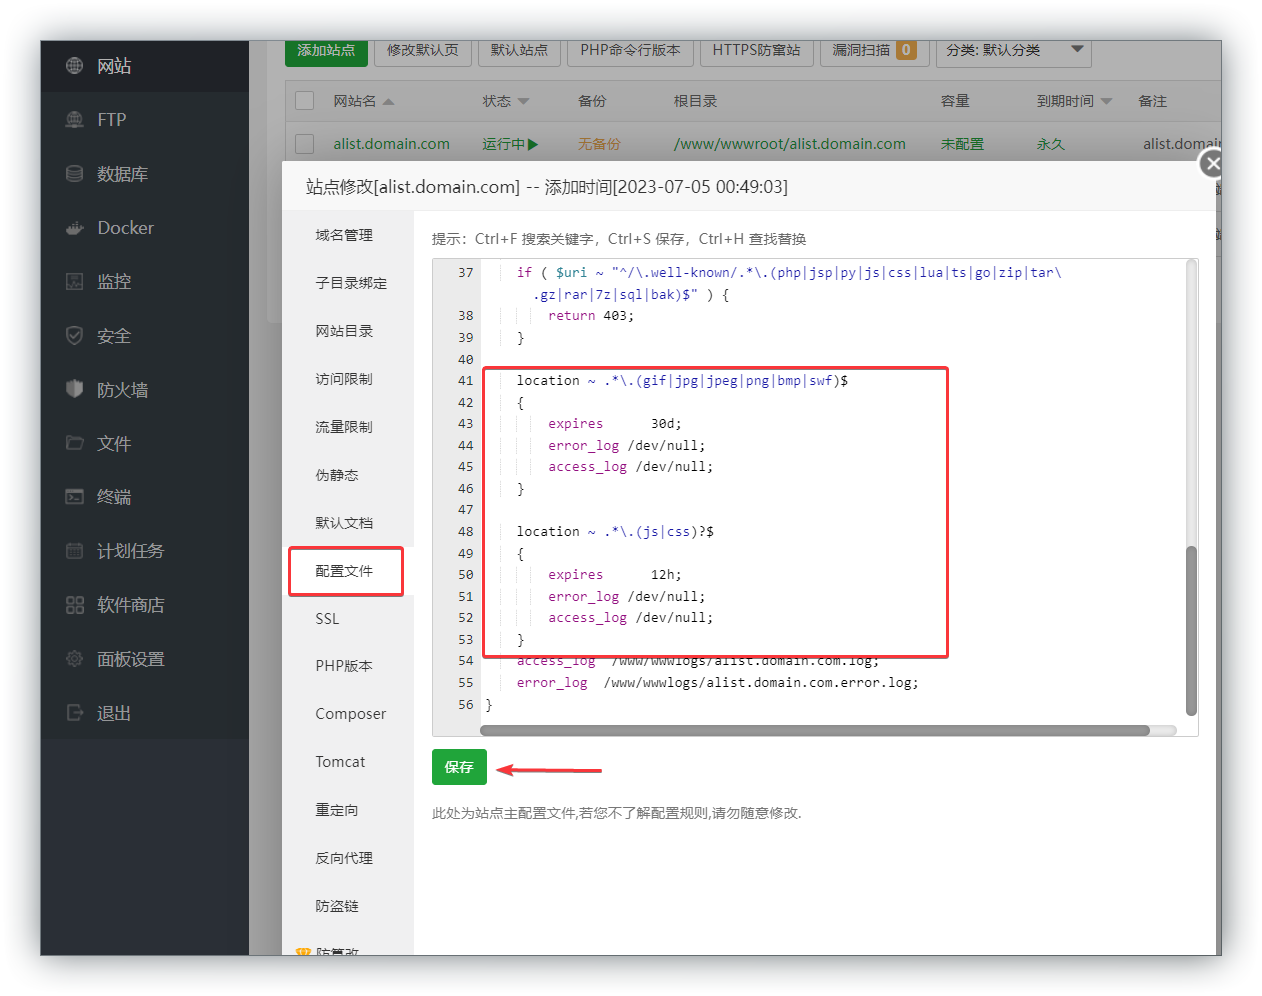 网站
FTP
数据库
Docker
监控
安全
防火墙
文件
终端
计划任务
软件商店
面板设置
退出
添加站点 修改默认页 默认站点 PHP命令行版本 HTTPS防窜站 漏洞扫描 0 分类: 默认分类
网站名 状态 备份 根目录 容量 到期时间 备注
alist.domain.com 运行中 无备份 /www/wwwroot/alist.domain.com 未配置 永久 alist.domain
站点修改[alist.domain.com] -- 添加时间[2023-07-05 00:49:03]
域名管理
子目录绑定
网站目录
访问限制
流量限制
伪静态
默认文档
配置文件
SSL
PHP版本
Composer
Tomcat
重定向
反向代理
防盗链
防篡改
提示：Ctrl+F 搜索关键字，Ctrl+S 保存，Ctrl+H 查找替换
37 if ( $uri ~ "^/\.well-known/.*\.(php|jsp|py|js|css|lua|ts|go|zip|tar\
.gz|rar|7z|sql|bak)$" ) {
38 return 403;
39 }
40
41 location ~ .*\.(gif|jpg|jpeg|png|bmp|swf)$
42 {
43 expires 30d;
44 error_log /dev/null;
45 access_log /dev/null;
46 }
47
48 location ~ .*\.(js|css)?$
49 {
50 expires 12h;
51 error_log /dev/null;
52 access_log /dev/null;
53 }
54 access_log /www/wwwlogs/alist.domain.com.log;
55 error_log /www/wwwlogs/alist.domain.com.error.log;
56 }
保存
此处为站点主配置文件,若您不了解配置规则,请勿随意修改.